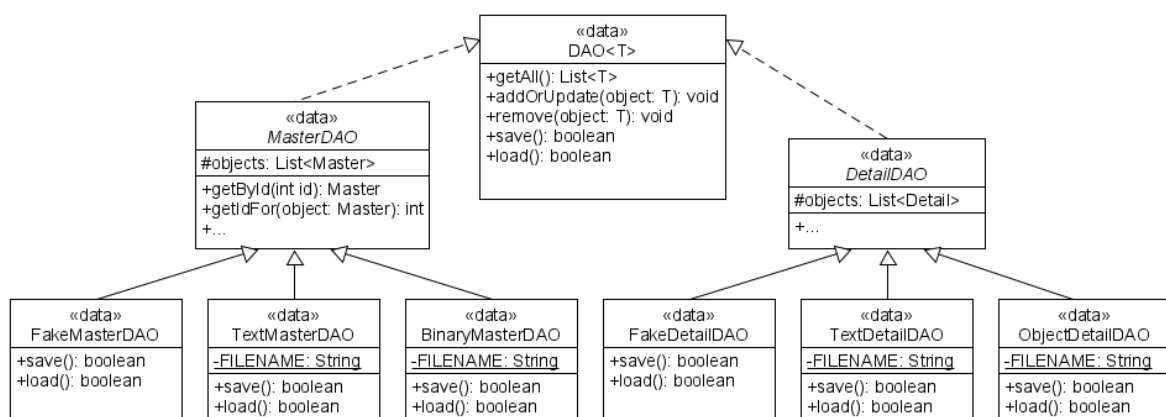 «data»
DAO<T>
+getAll(): List<T>
+addOrUpdate(object: T): void
+remove(object: T): void
+save(): boolean
+load(): boolean
«data»
MasterDAO
#objects: List<Master>
+getById(int id): Master
+getIdFor(object: Master): int
+...
«data»
DetailDAO
#objects: List<Detail>
+...
«data»
FakeMasterDAO
+save(): boolean
+load(): boolean
«data»
TextMasterDAO
-FILENAME: String
+save(): boolean
+load(): boolean
«data»
BinaryMasterDAO
-FILENAME: String
+save(): boolean
+load(): boolean
«data»
FakeDetailDAO
+save(): boolean
+load(): boolean
«data»
TextDetailDAO
-FILENAME: String
+save(): boolean
+load(): boolean
«data»
ObjectDetailDAO
-FILENAME: String
+save(): boolean
+load(): boolean